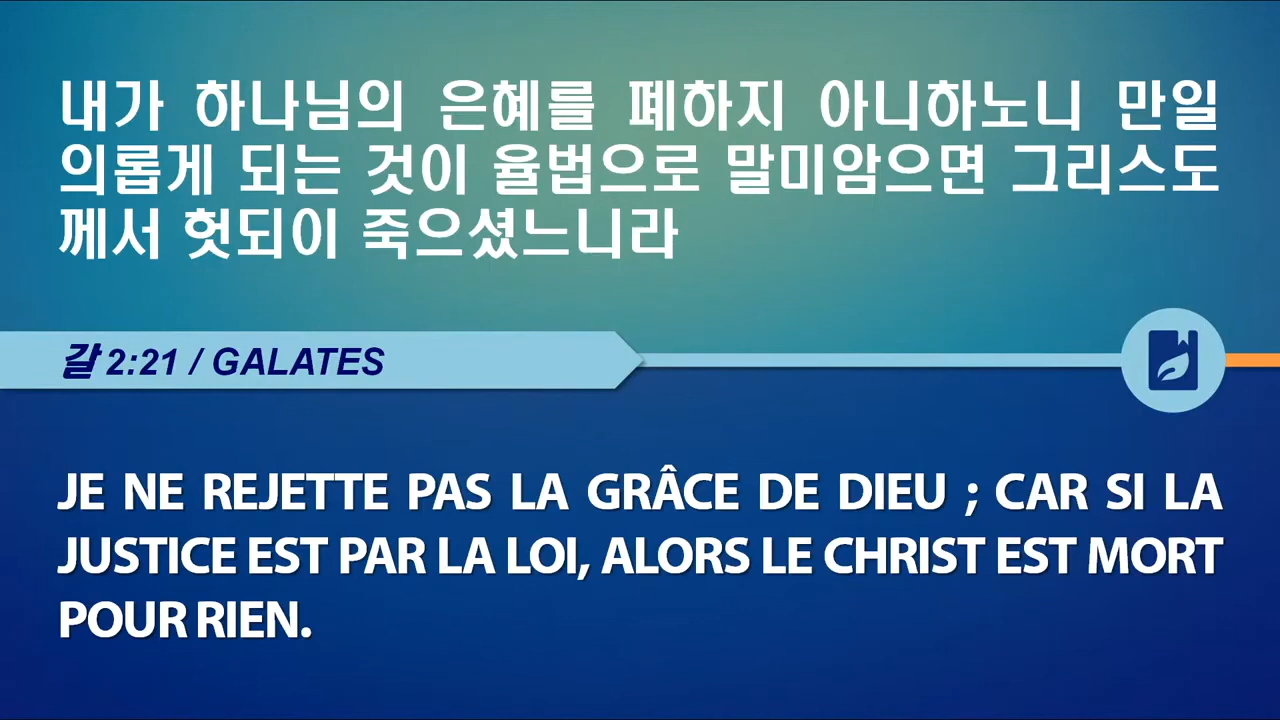 내가 하나님의 은혜를 폐하지 아니하노니 만일
의롭게 되는 것이 율법으로 말미암으면 그리스도
께서 헛되이 죽으셨느니라
갈 2:21 / GALATES
JE NE REJETTE PAS LA GRÂCE DE DIEU ; CAR SI LA
JUSTICE EST PAR LA LOI, ALORS LE CHRIST EST MORT
POUR RIEN.